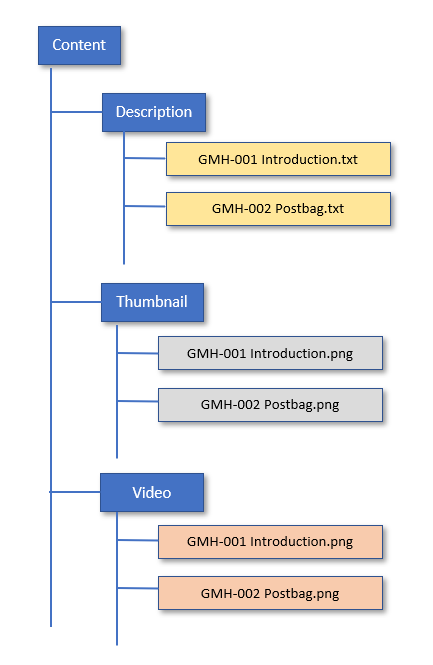 Content
Description
GMH-001 Introduction.txt
GMH-002 Postbag.txt
Thumbnail
GMH-001 Introduction.png
GMH-002 Postbag.png
Video
GMH-001 Introduction.png
GMH-002 Postbag.png